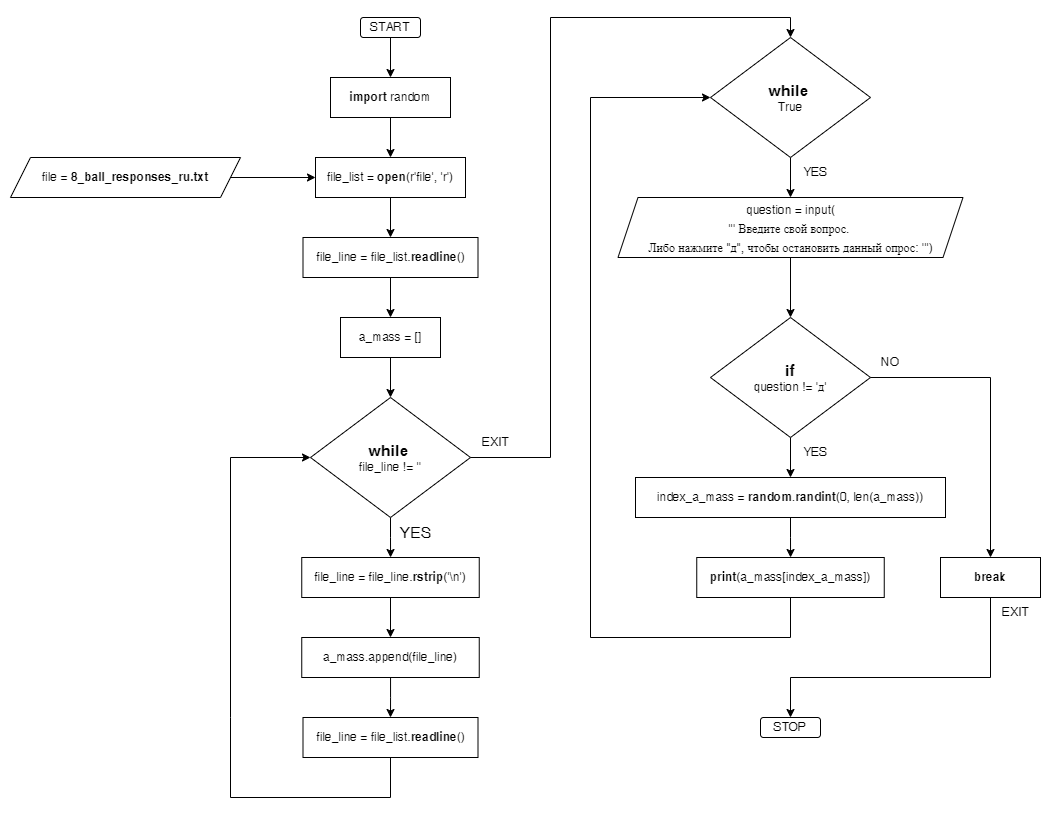 START
import random
file = 8_ball_responses_ru.txt
file_list = open(r'file', 'r')
file_line = file_list.readline()
a_mass = []
while
file_line != ''
EXIT
YES
file_line = file_line.rstrip('\n')
a_mass.append(file_line)
file_line = file_list.readline()
while
True
YES
question = input(
''' Введите свой вопрос.
Либо нажмите "д", чтобы остановить данный опрос: ''')
if
question != 'д'
NO
YES
index_a_mass = random.randint(0, len(a_mass))
print(a_mass[index_a_mass])
break
EXIT
STOP